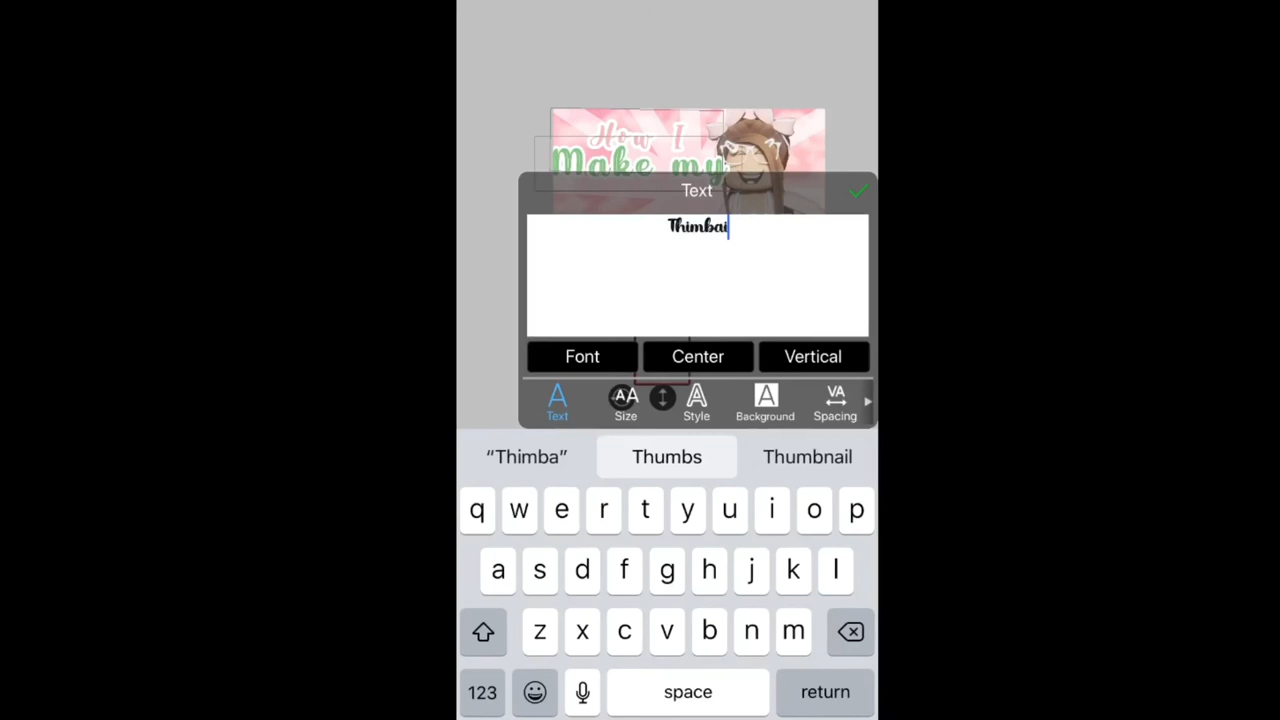 How I
Make my
Text
Thimbai
Font Center Vertical
Text Size Style Background Spacing
“Thimba” Thumbs Thumbnail
q w e r t y u i o p
a s d f g h j k l
z x c v b n m
123 space return